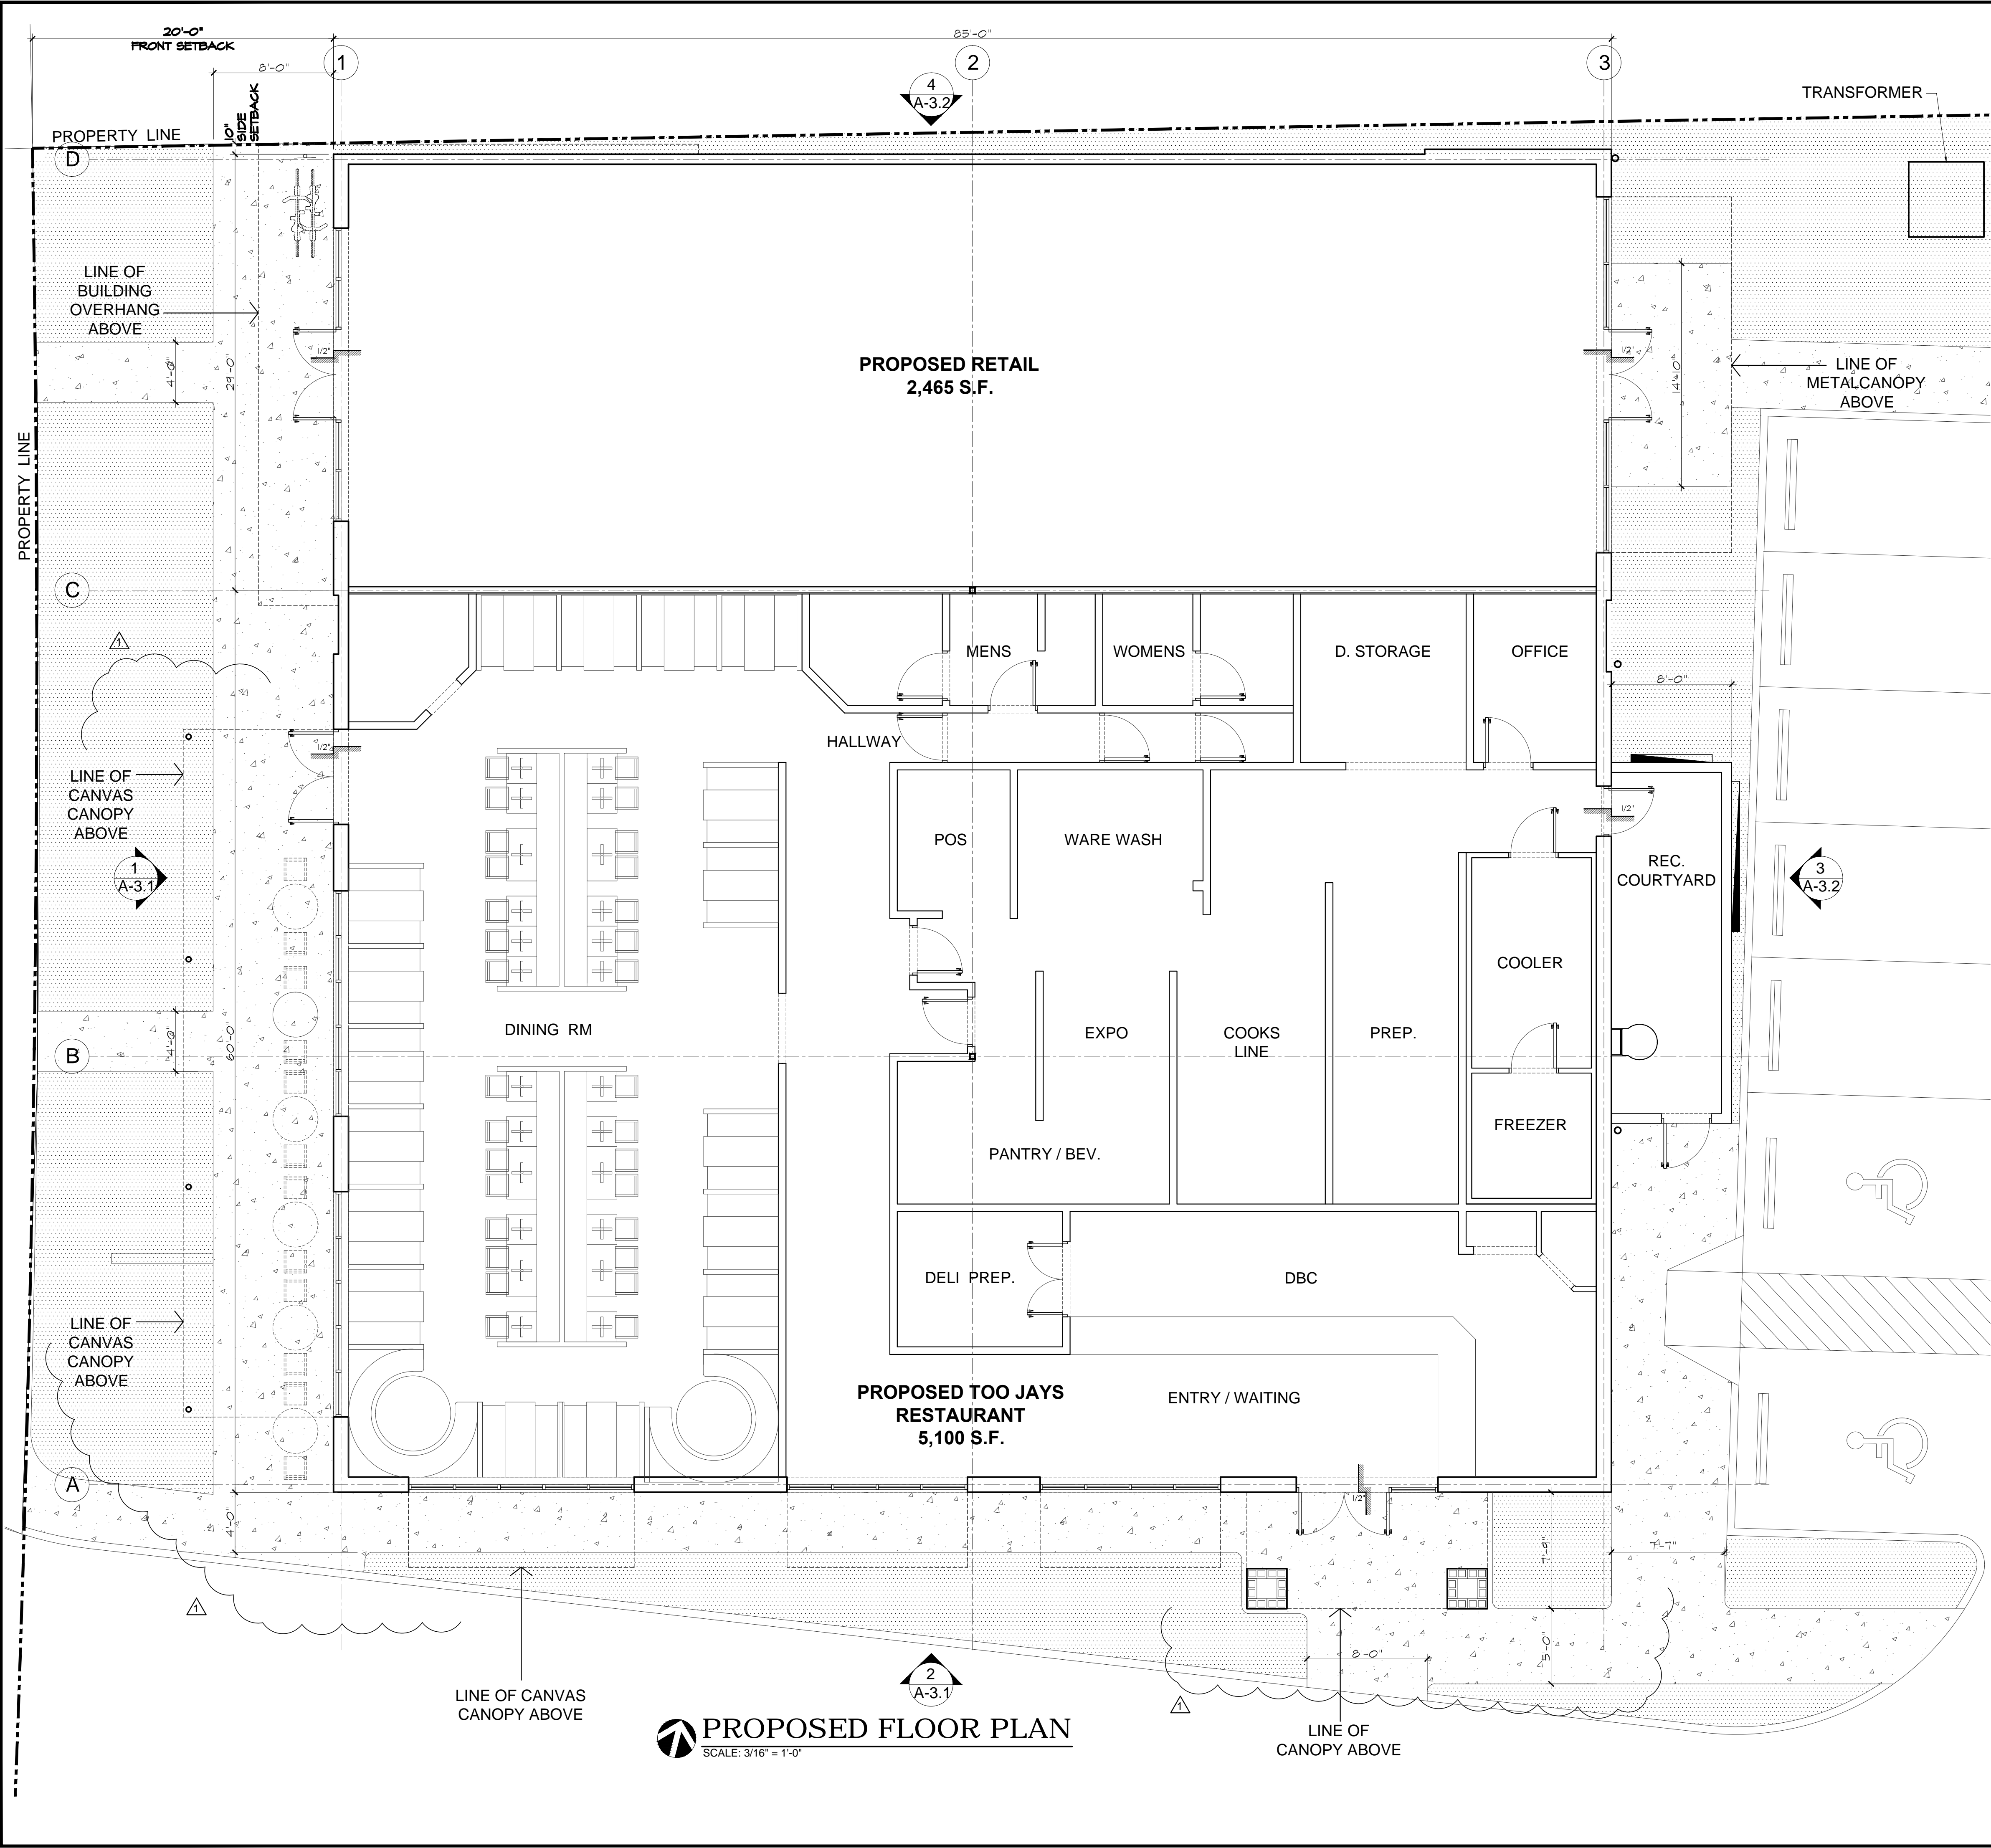 20'-0"
FRONT SETBACK
85'-0"
8'-0"
1
2
3
4
A-3.2
10"
SIDE
SETBACK
TRANSFORMER
PROPERTY LINE
D
LINE OF
BUILDING
OVERHANG
ABOVE
1/2"
1/2"
4'-0"
29'-0"
14'-0"
PROPOSED RETAIL
2,465 S.F.
LINE OF
METALCANOPY
ABOVE
PROPERTY LINE
C
1
MENS
WOMENS
D. STORAGE
OFFICE
8'-0"
HALLWAY
1/2"
LINE OF
CANVAS
CANOPY
ABOVE
1/2"
POS
WARE WASH
REC.
COURTYARD
1
A-3.1
3
A-3.2
COOLER
DINING RM
EXPO
COOKS
LINE
PREP.
4'-0"
60'-0"
B
FREEZER
PANTRY / BEV.
DELI PREP.
DBC
LINE OF
CANVAS
CANOPY
ABOVE
PROPOSED TOO JAYS
RESTAURANT
5,100 S.F.
ENTRY / WAITING
A
1/2"
4'-0"
7'-9"
7'-7"
1
5'-0"
8'-0"
2
A-3.1
1
LINE OF CANVAS
CANOPY ABOVE
LINE OF
CANOPY ABOVE
PROPOSED FLOOR PLAN
SCALE: 3/16" = 1'-0"